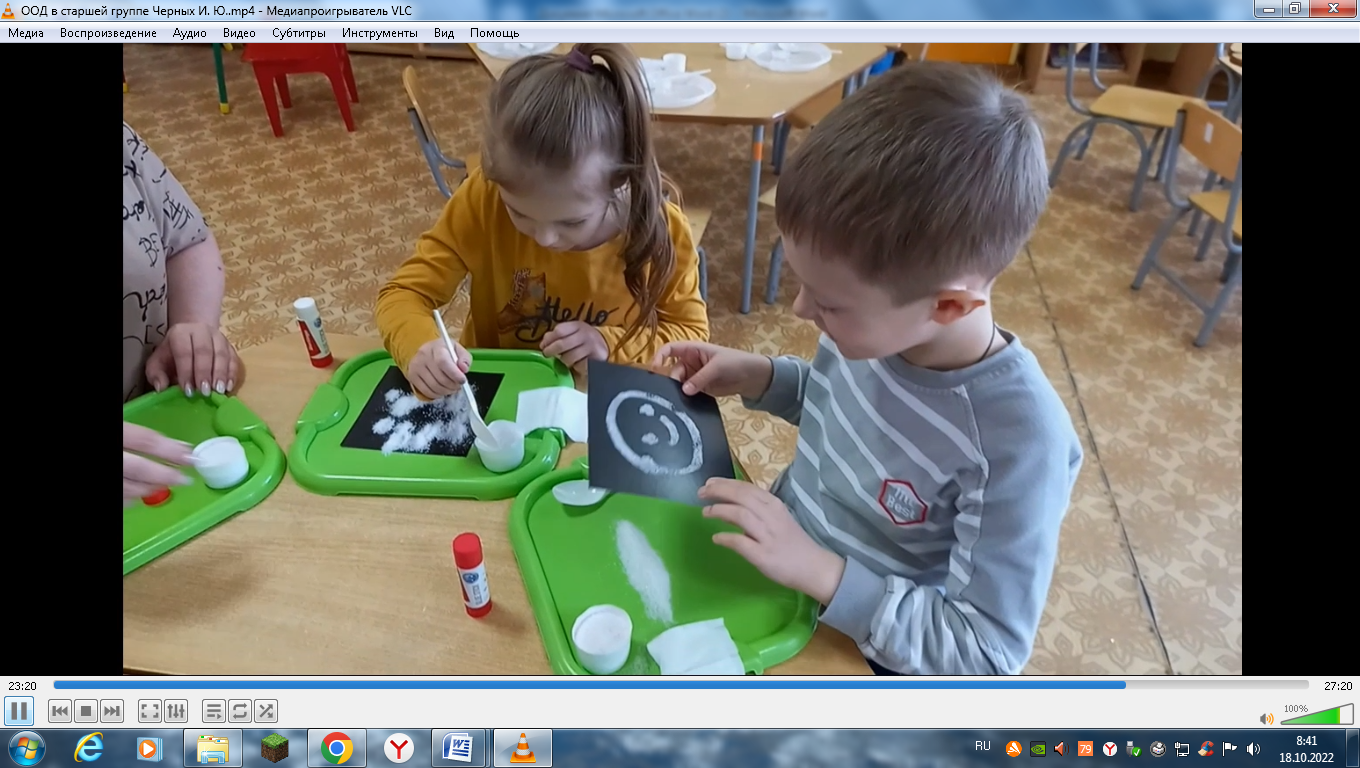 ООД в старшей группе Черных И. Ю..mp4 - Медиапроигрыватель VLC
Медиа Воспроизведение Аудио Видео Субтитры Инструменты Вид Помощь
Hello
Best
23:20
27:20
100%
RU
79
8:41
18.10.2022